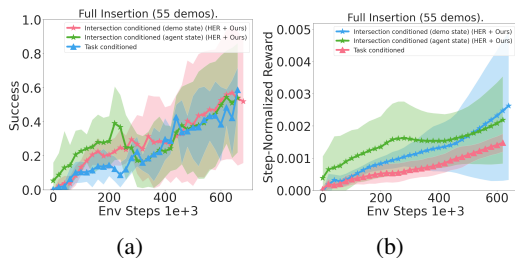 Full Insertion (55 demos).
Intersection conditioned (demo state) (HER + Ours)
Intersection conditioned (agent state) (HER + Ours)
Task conditioned
Success
1.0
0.8
0.6
0.4
0.2
0.0
0 200 400 600
Env Steps 1e+3
(a)
Full Insertion (55 demos).
Intersection conditioned (demo state) (HER + Ours)
Intersection conditioned (agent state) (HER + Ours)
Task conditioned
Step-Normalized Reward
0.005
0.004
0.003
0.002
0.001
0.000
0 200 400 600
Env Steps 1e+3
(b)